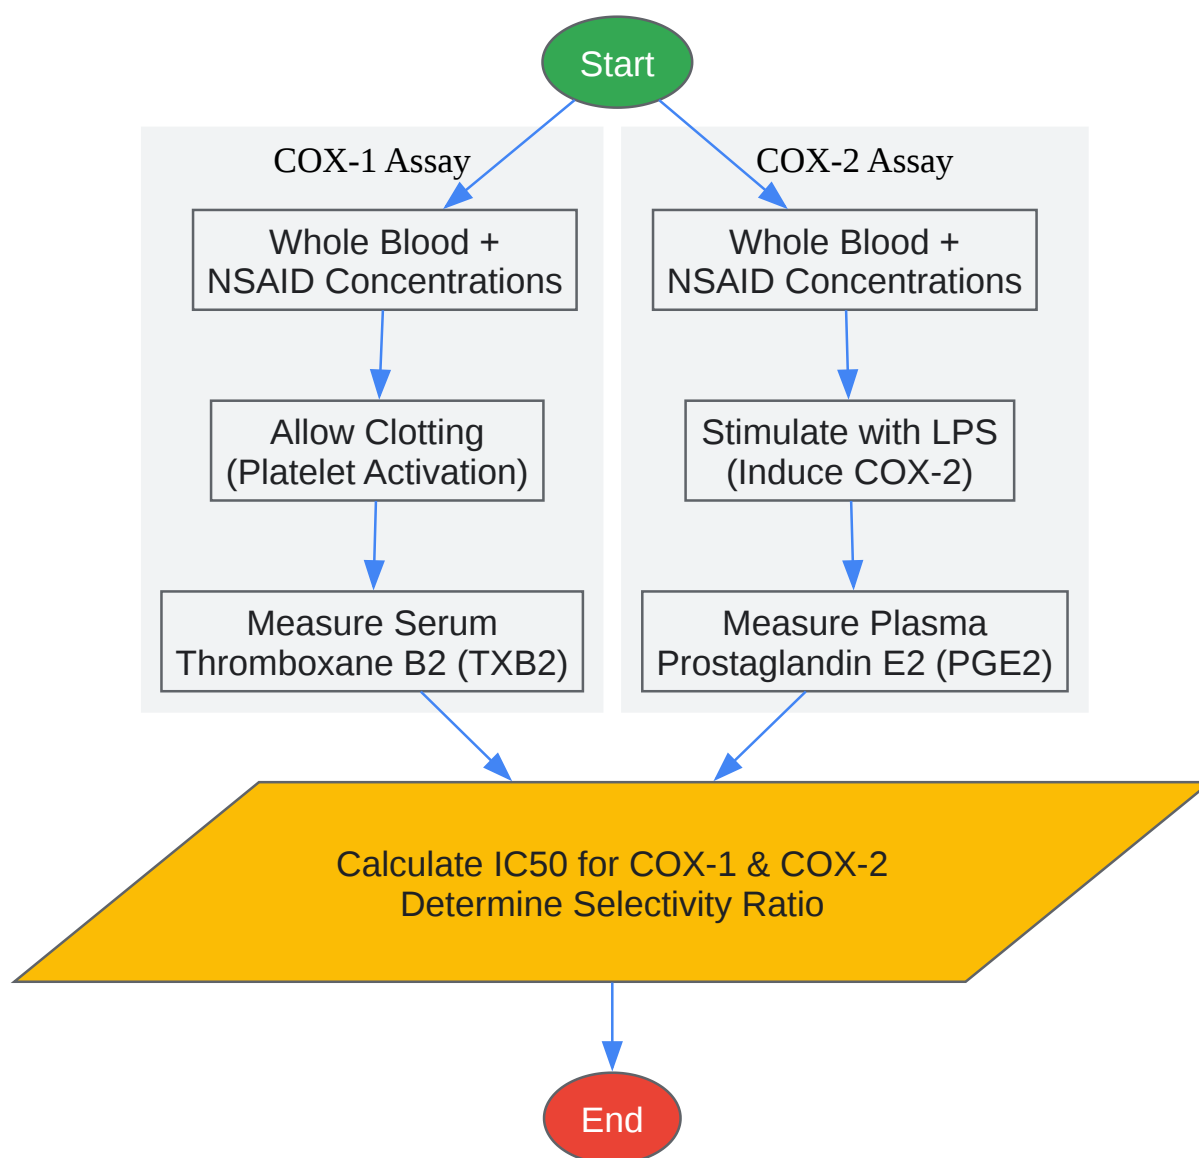 Start
COX-1 Assay
Whole Blood +
NSAID Concentrations
Allow Clotting
(Platelet Activation)
Measure Serum
Thromboxane B2 (TXB2)
COX-2 Assay
Whole Blood +
NSAID Concentrations
Stimulate with LPS
(Induce COX-2)
Measure Plasma
Prostaglandin E2 (PGE2)
Calculate IC50 for COX-1 & COX-2
Determine Selectivity Ratio
End